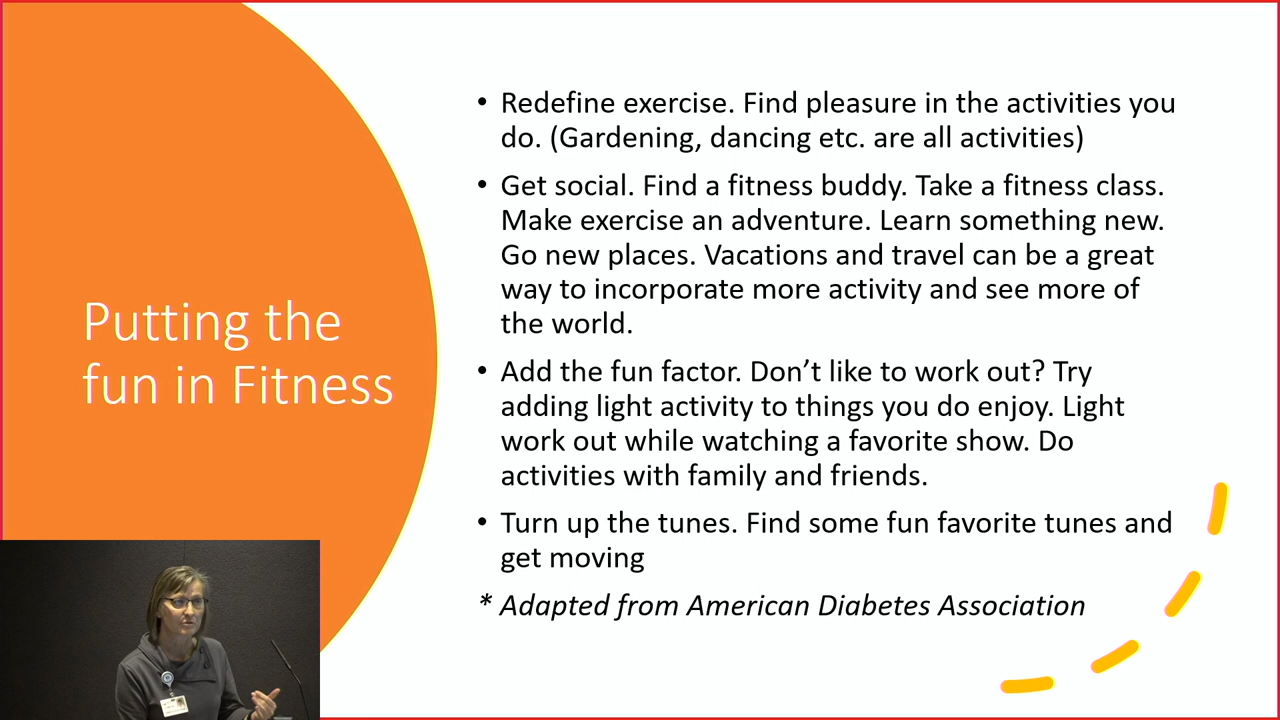 Putting the
fun in Fitness
• Redefine exercise. Find pleasure in the activities you
do. (Gardening, dancing etc. are all activities)
• Get social. Find a fitness buddy. Take a fitness class.
Make exercise an adventure. Learn something new.
Go new places. Vacations and travel can be a great
way to incorporate more activity and see more of
the world.
• Add the fun factor. Don’t like to work out? Try
adding light activity to things you do enjoy. Light
work out while watching a favorite show. Do
activities with family and friends.
• Turn up the tunes. Find some fun favorite tunes and
get moving
* Adapted from American Diabetes Association